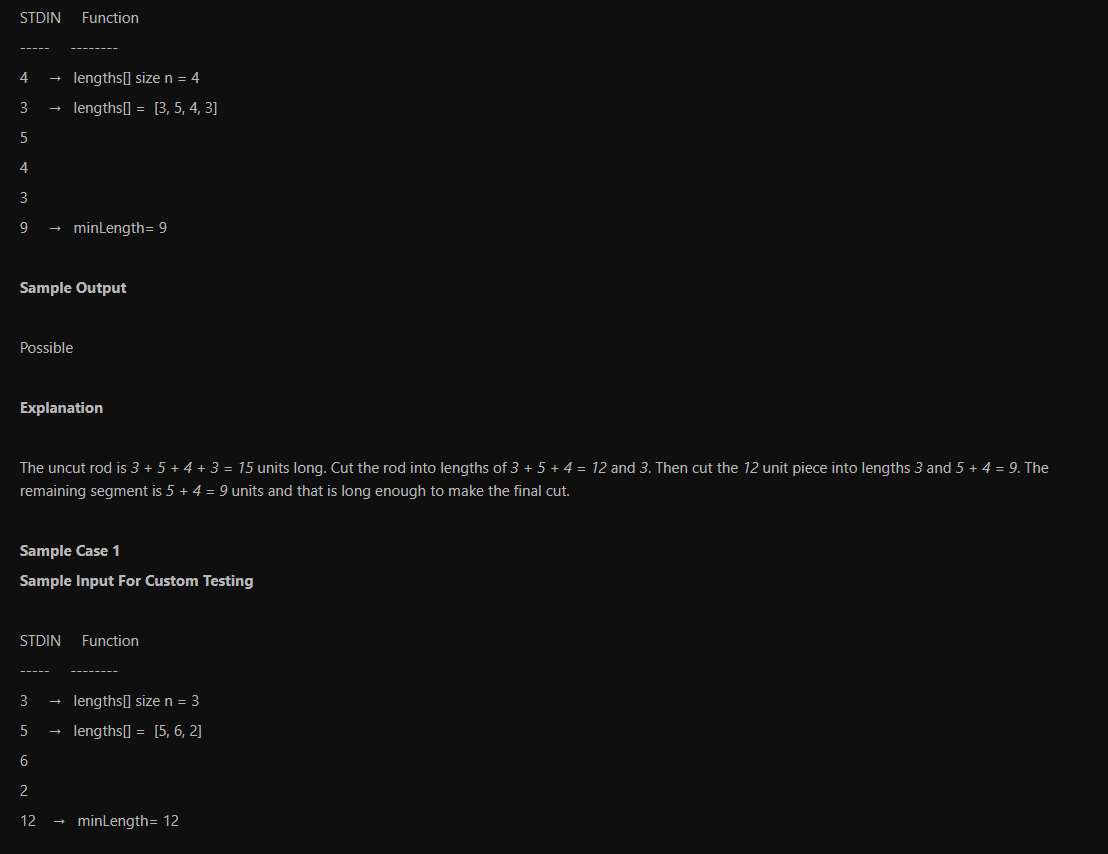 STDIN Function
----- --------
4 → lengths[] size n = 4
3 → lengths[] = [3, 5, 4, 3]
5
4
3
9 → minLength= 9
Sample Output
Possible
Explanation
The uncut rod is 3 + 5 + 4 + 3 = 15 units long. Cut the rod into lengths of 3 + 5 + 4 = 12 and 3. Then cut the 12 unit piece into lengths 3 and 5 + 4 = 9. The
remaining segment is 5 + 4 = 9 units and that is long enough to make the final cut.
Sample Case 1
Sample Input For Custom Testing
STDIN Function
----- --------
3 → lengths[] size n = 3
5 → lengths[] = [5, 6, 2]
6
2
12 → minLength= 12